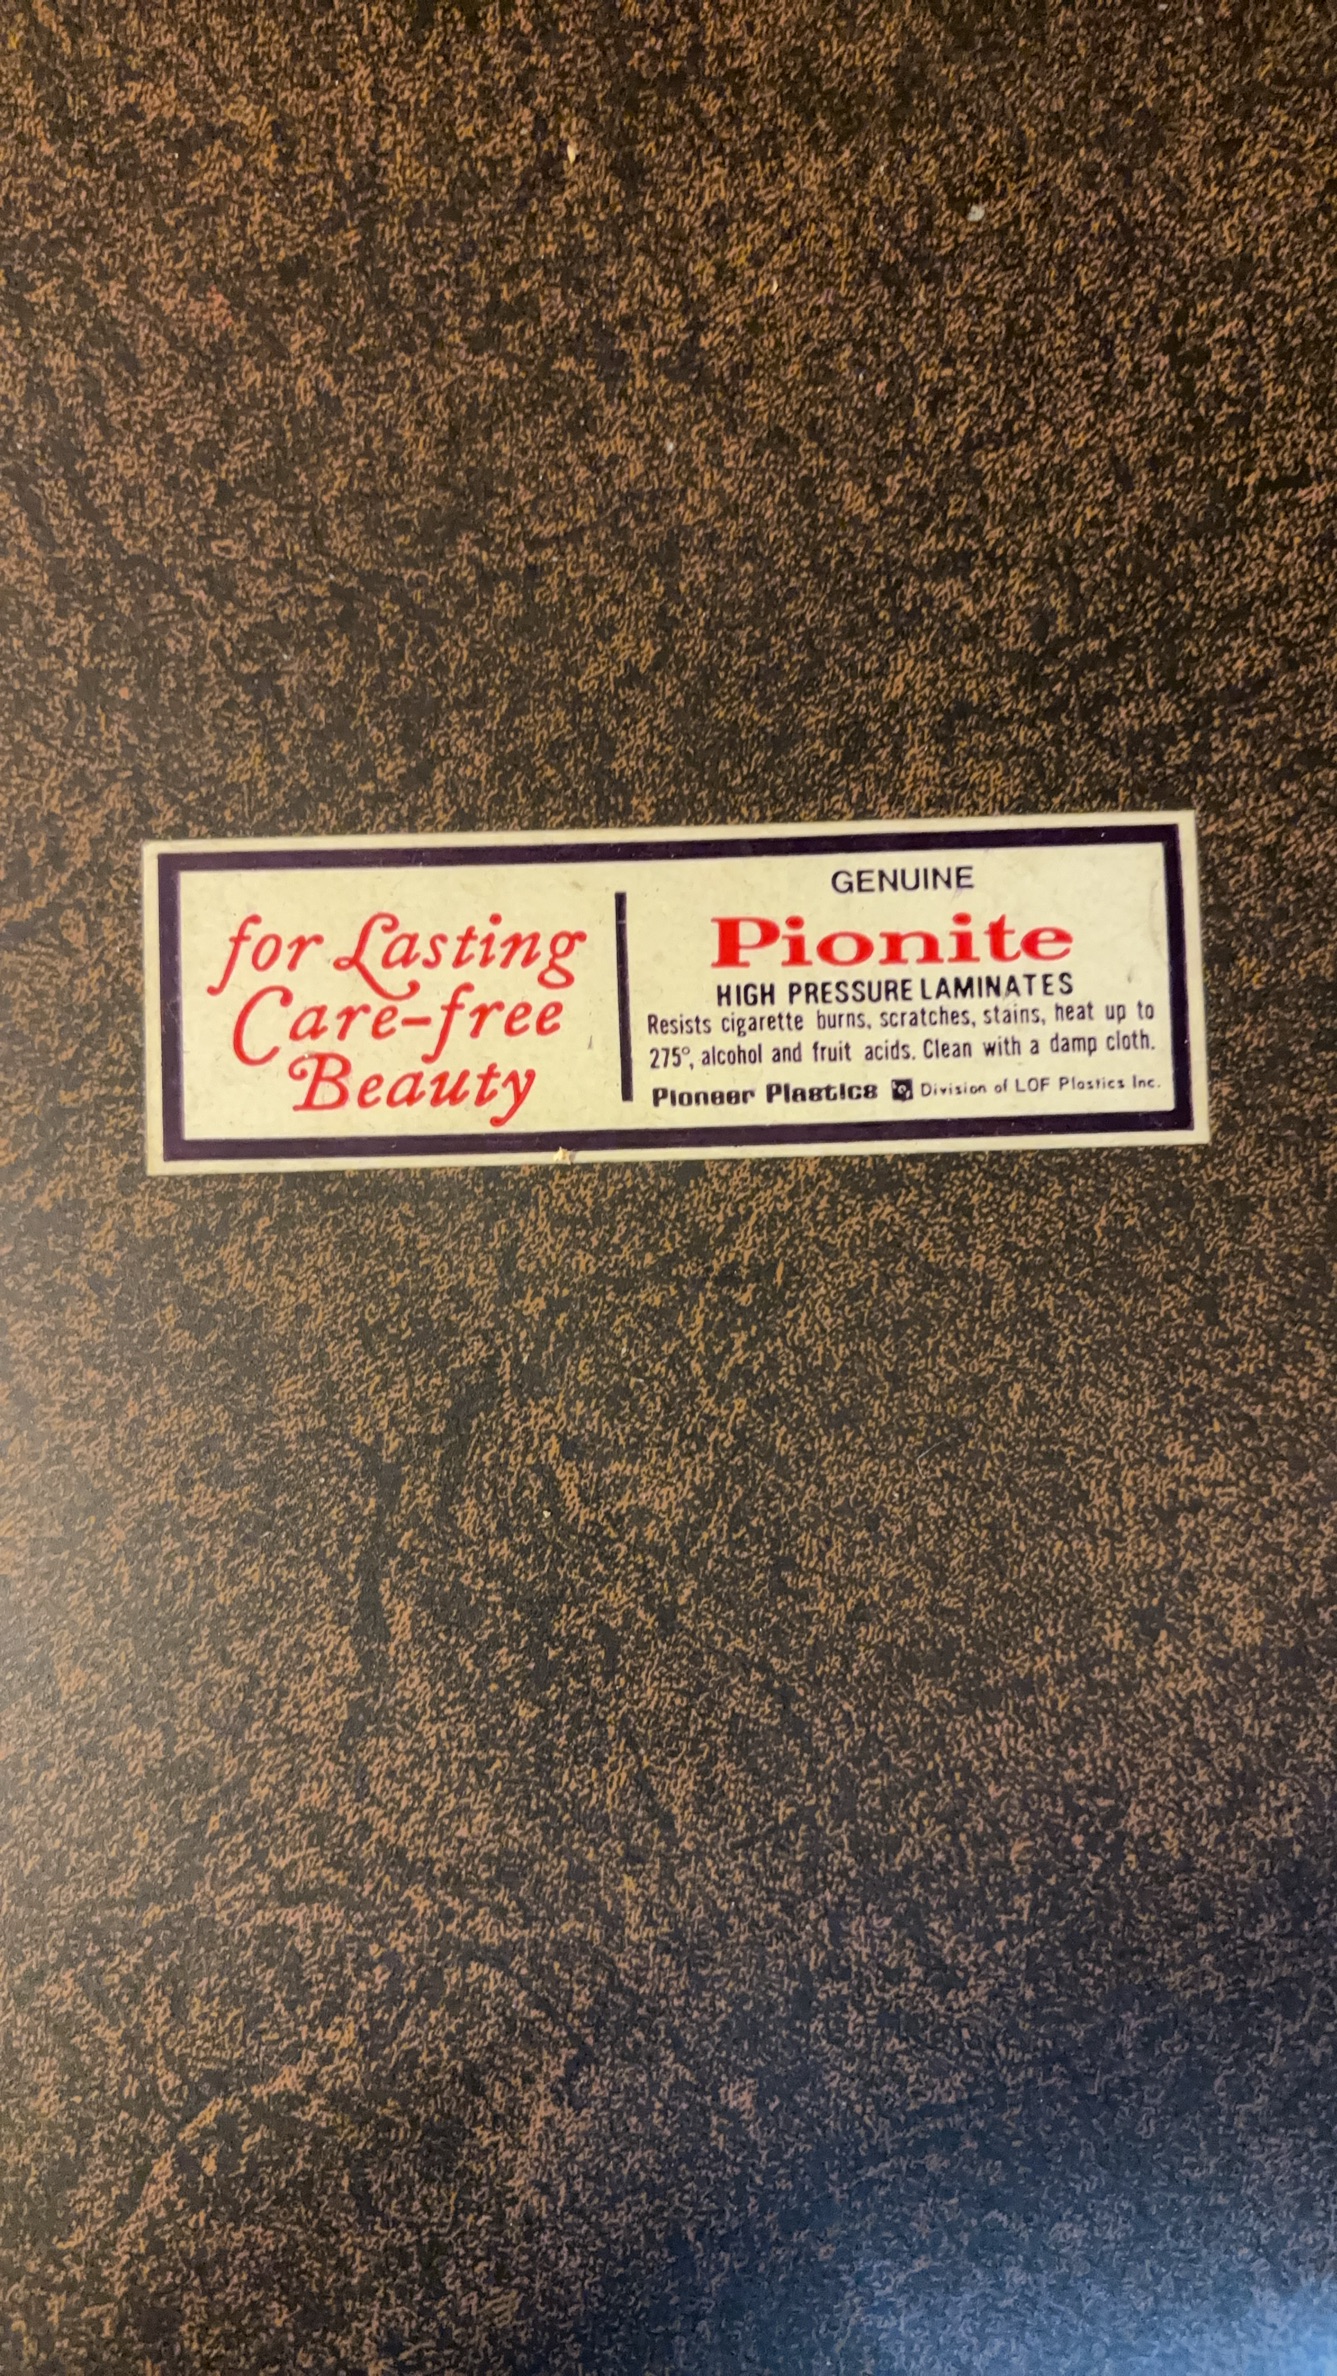 for Lasting
Care-free
Beauty
GENUINE
Pionite
HIGH PRESSURE LAMINATES
Resists cigarette burns, scratches, stains, heat up to
275°, alcohol and fruit acids. Clean with a damp cloth.
Pioneer Plastics Division of LOF Plastics Inc.